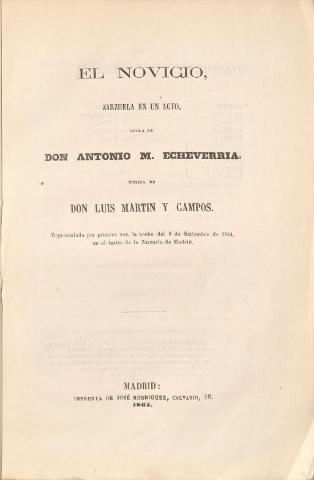 EL NOVICIO,
ZARZUELA EN UN ACTO.
LETRA DE
DON ANTONIO M. ECHEVERRIA.
MUSICA DE
DON LUIS MARTIN Y CAMPOS.
Representada por primera vez, la noche del 8 de Setiembre de 1864,
en el teatro de la Zarzuela de Madrid.
MADRID:
IMPRENTA DE JOSÉ RODRIGUEZ, CALVARIO, 18.
1864.